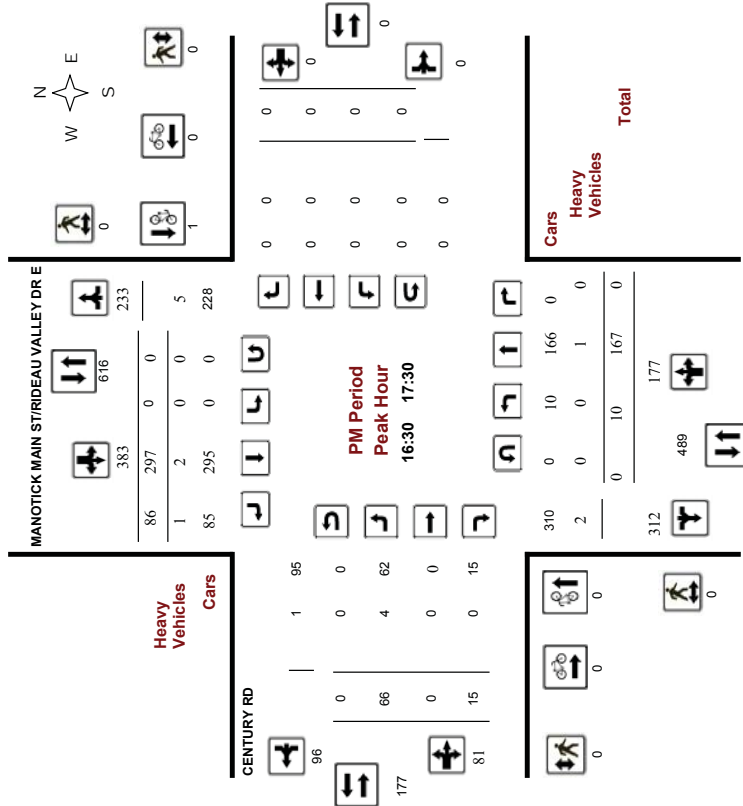 N
W E
S
0
0
0 0
1
MANOTICK MAIN ST/RIDEAU VALLEY DR E
616
383 233
86 297 0 0
1 2 0 0 5
85 295 0 0 228
Heavy
Vehicles
Cars
0
0
0
0 0 0 0
0 0 0 0 0
0 0 0 0 0
CENTURY RD
96
177
81
1 95
0 0 0
66 4 62
0 0 0
15 0 15
PM Period
Peak Hour
16:30 17:30
Cars
Heavy
Vehicles
Total
310 0 10 166 0
2 0 0 1 0
0 10 167 0
312 177
489
0 0
0 0